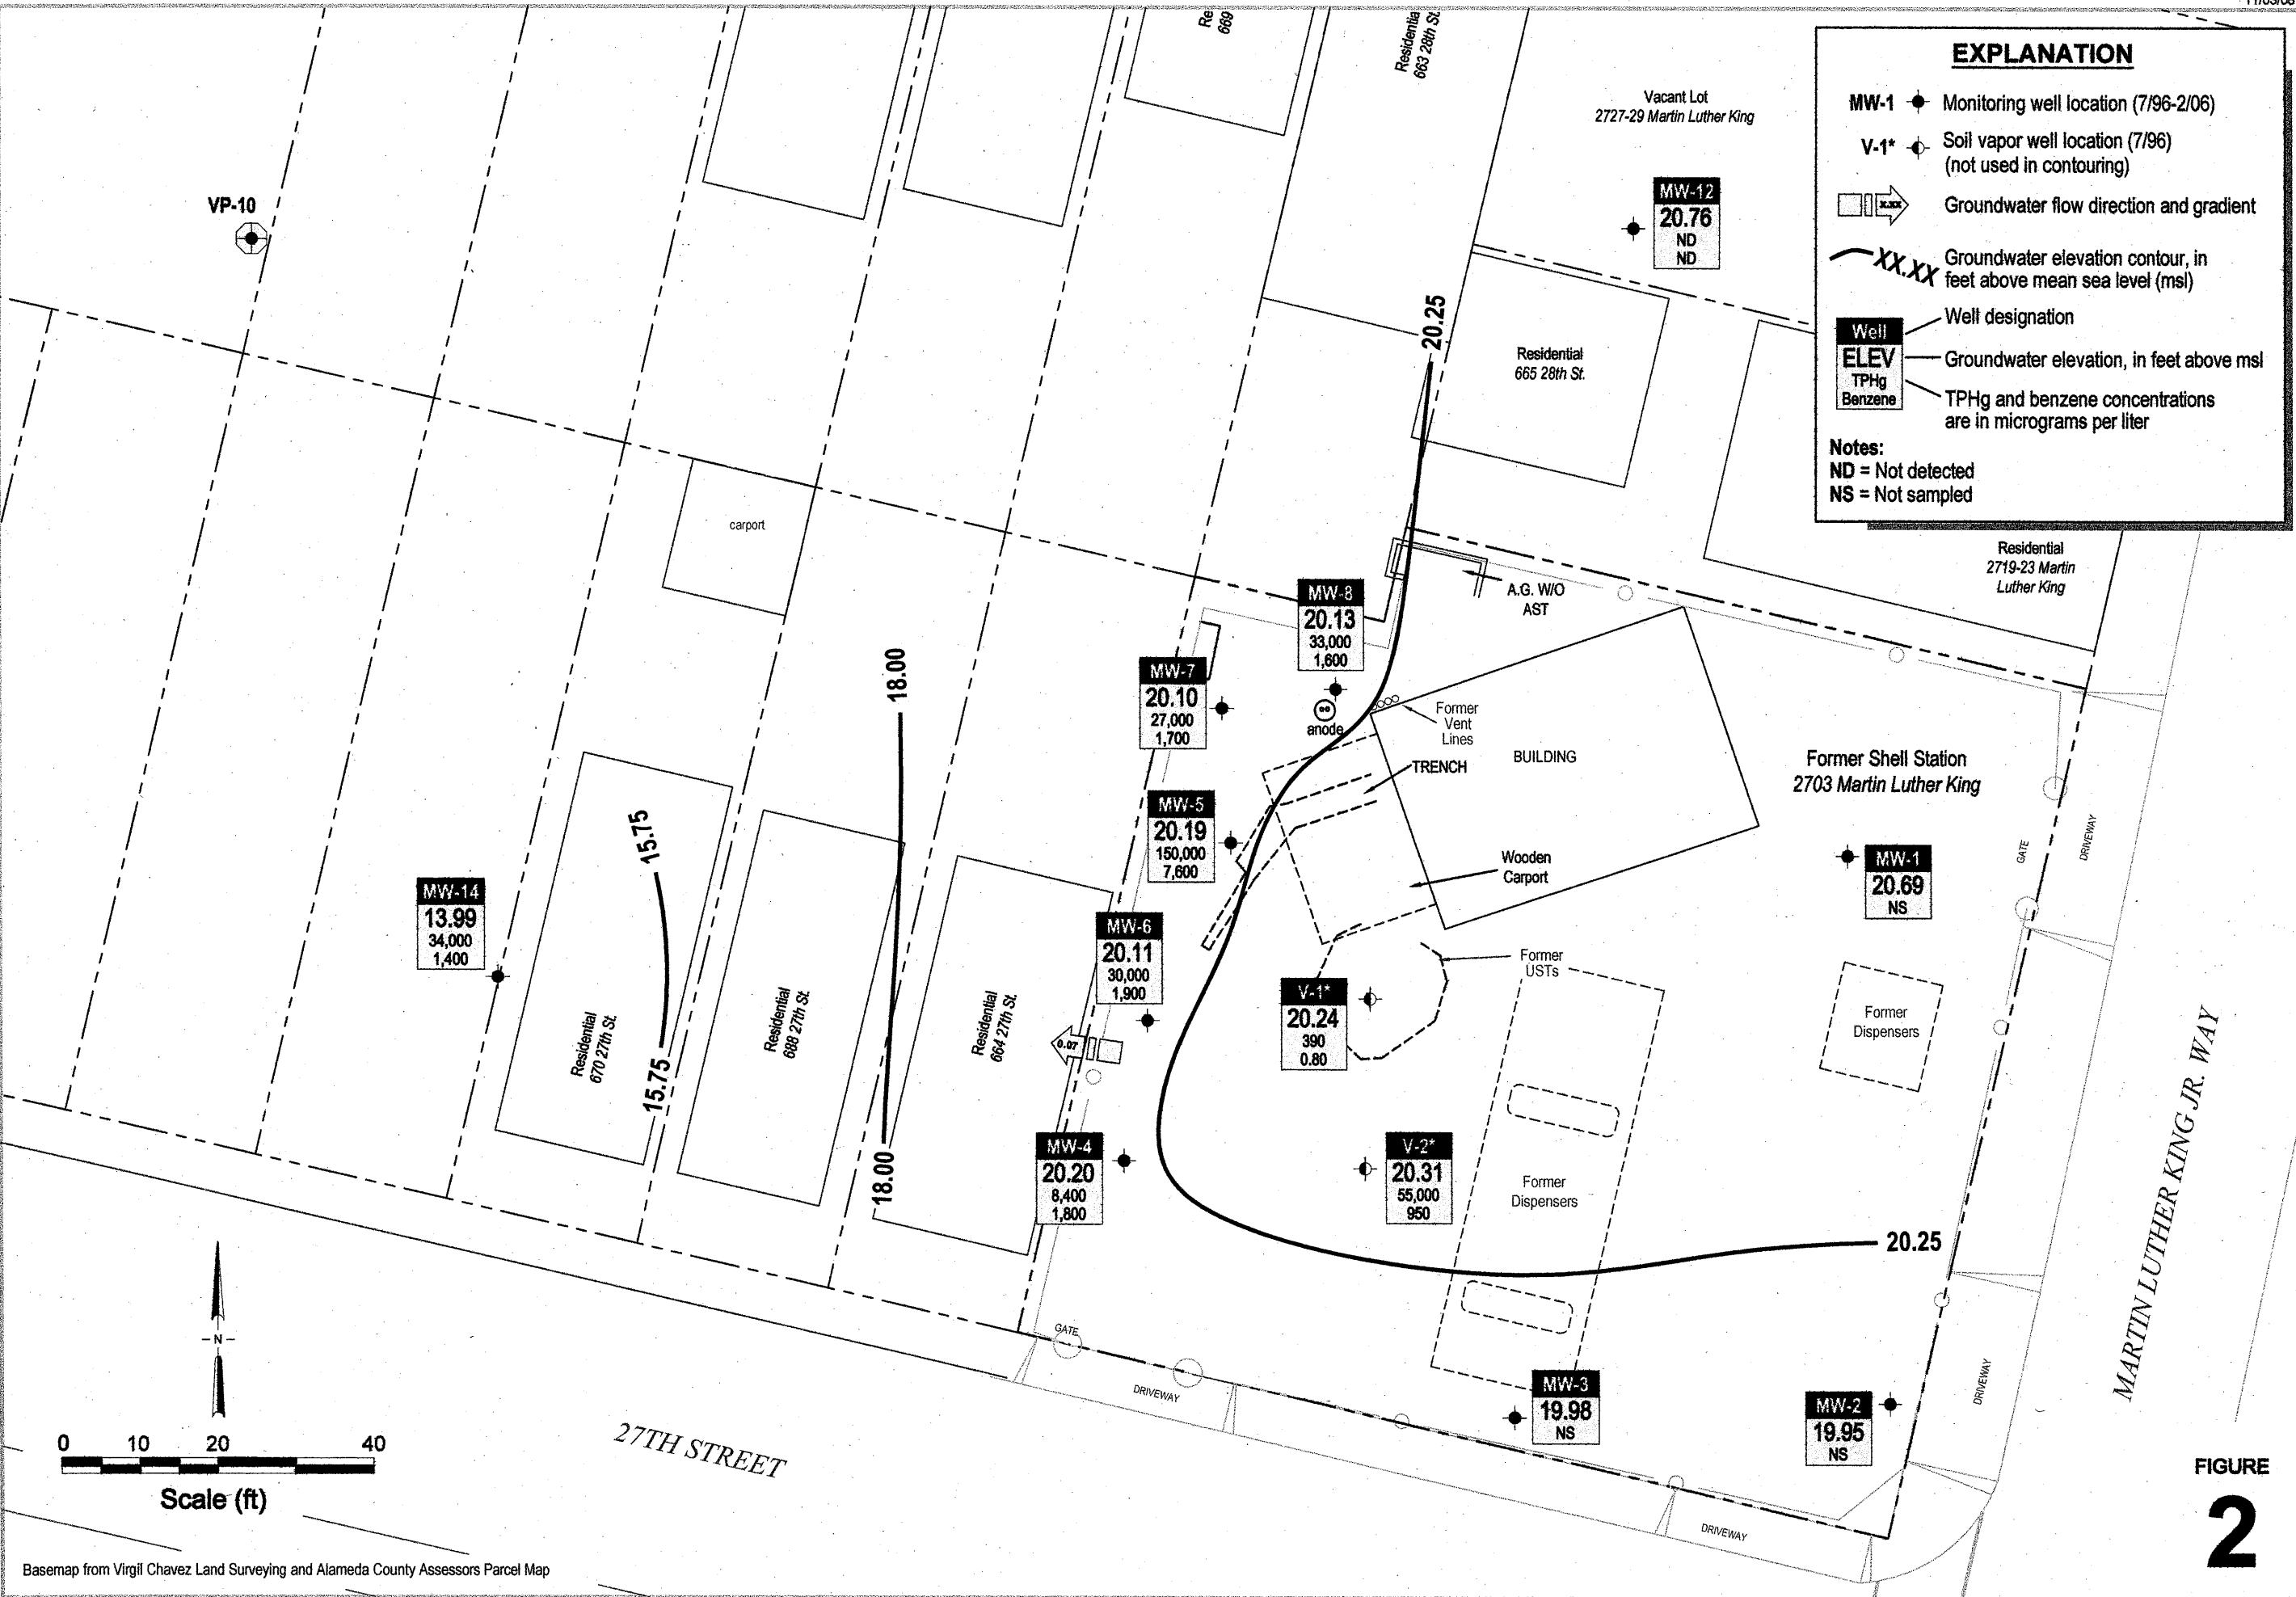 11/03/08
EXPLANATION
MW-1 Monitoring well location (7/96-2/06)
V-1* Soil vapor well location (7/96)
(not used in contouring)
x.xx Groundwater flow direction and gradient
XX.XX Groundwater elevation contour, in
feet above mean sea level (msl)
Well Well designation
ELEV Groundwater elevation, in feet above msl
TPHg
Benzene
TPHg and benzene concentrations
are in micrograms per liter
Notes:
ND = Not detected
NS = Not sampled
Re
669
Residentia
663 28th St.
Vacant Lot
2727-29 Martin Luther King
VP-10
MW-12
20.76
ND
ND
20.25
Residential
665 28th St.
carport
Residential
2719-23 Martin
Luther King
A.G. W/O
AST
MW-8
20.13
33,000
1,600
MW-7
20.10
27,000
1,700
anode
Former
Vent
Lines
BUILDING
TRENCH
Former Shell Station
2703 Martin Luther King
18.00
15.75
MW-5
20.19
150,000
7,600
Wooden
Carport
MW-1
20.69
NS
GATE
DRIVEWAY
MW-14
13.99
34,000
1,400
MW-6
20.11
30,000
1,900
Former
USTs
V-1*
20.24
390
0.80
Former
Dispensers
Residential
670 27th St.
Residential
688 27th St.
Residential
664 27th St.
0.07
15.75
18.00
MW-4
20.20
8,400
1,800
V-2*
20.31
55,000
950
Former
Dispensers
20.25
MARTIN LUTHER KING JR. WAY
N
GATE
DRIVEWAY
MW-3
19.98
NS
MW-2
19.95
NS
DRIVEWAY
0 10 20 40
Scale (ft)
27TH STREET
DRIVEWAY
FIGURE
2
Basemap from Virgil Chavez Land Surveying and Alameda County Assessors Parcel Map